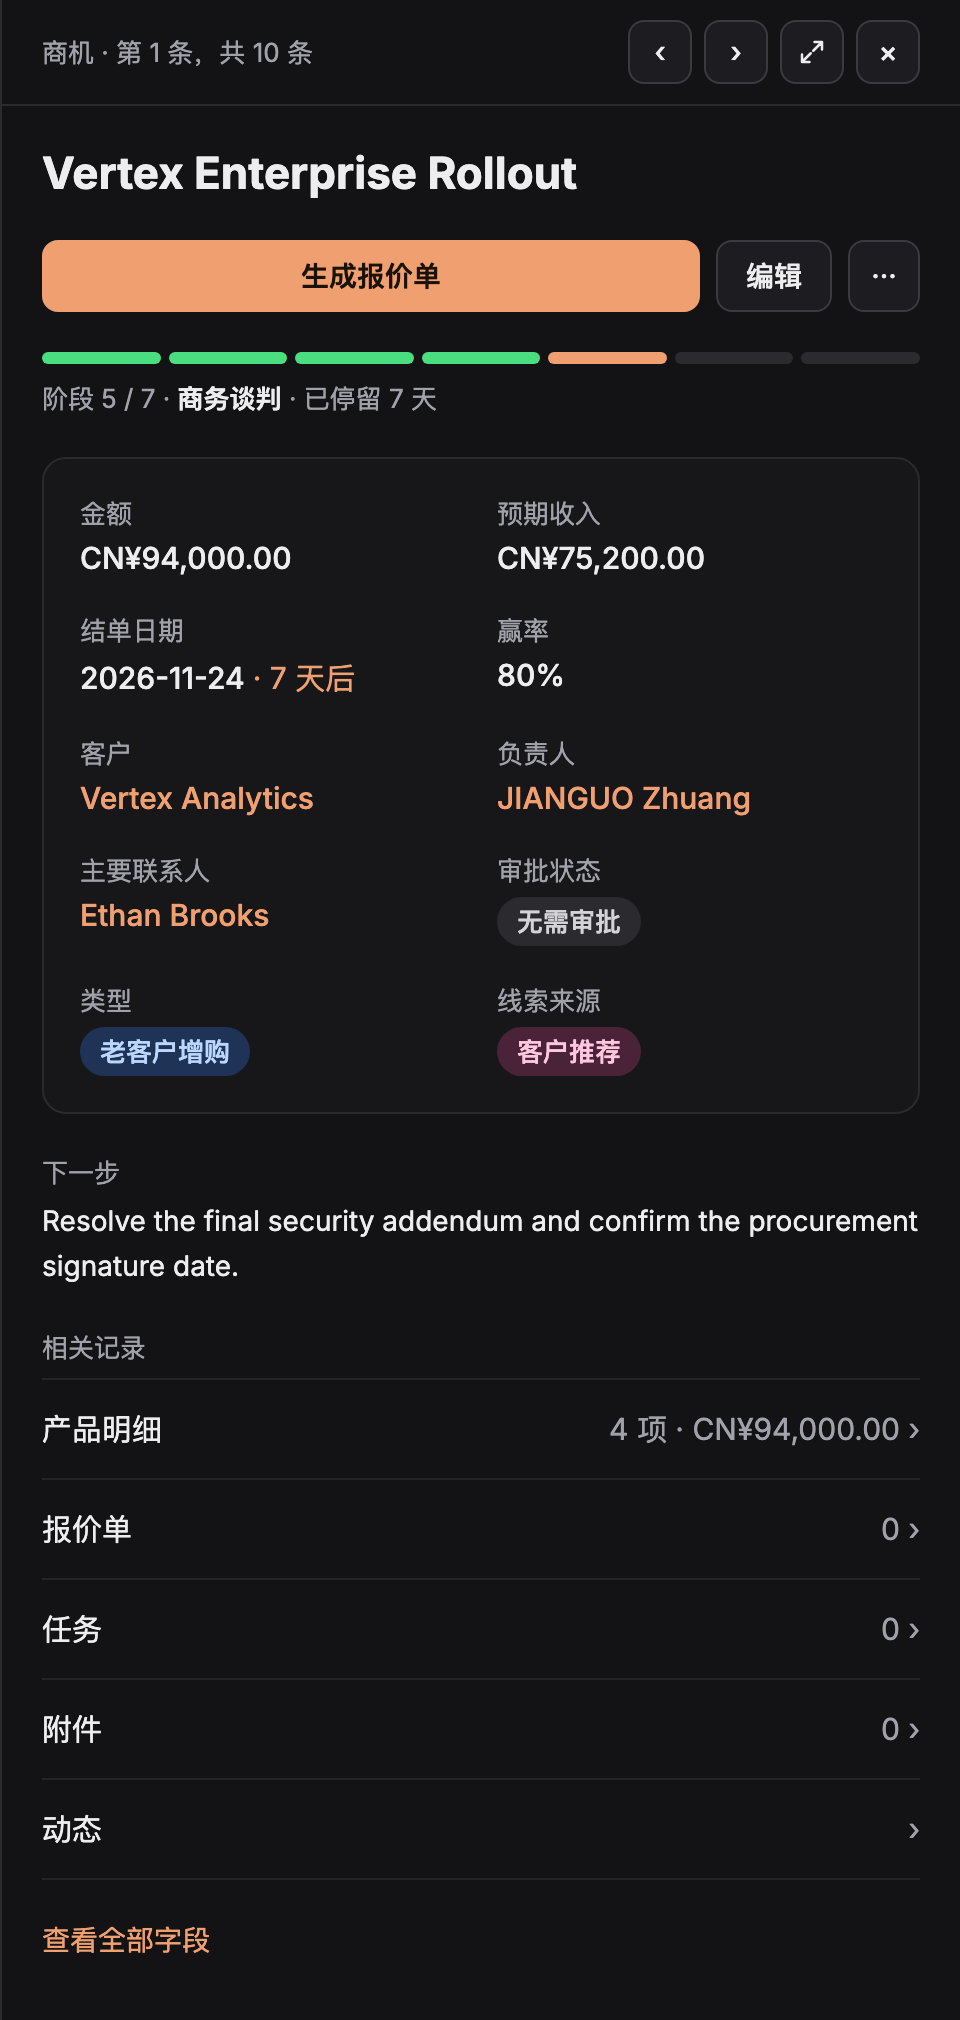 商机 · 第 1 条，共 10 条
Vertex Enterprise Rollout
生成报价单
编辑
阶段 5 / 7 · 商务谈判 · 已停留 7 天
金额
预期收入
CN¥94,000.00
CN¥75,200.00
结单日期
赢率
2026-11-24 · 7 天后
80%
客户
负责人
Vertex Analytics
JIANGUO Zhuang
主要联系人
审批状态
Ethan Brooks
无需审批
类型
线索来源
老客户增购
客户推荐
下一步
Resolve the final security addendum and confirm the procurement
signature date.
相关记录
产品明细
4 项 · CN¥94,000.00
报价单
0
任务
0
附件
0
动态
查看全部字段